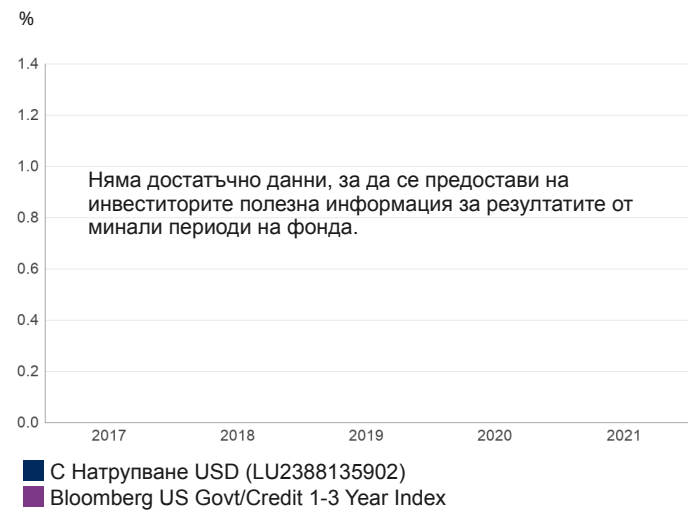 %
1.4
1.2
1.0
0.8
0.6
0.4
0.2
0.0
Няма достатъчно данни, за да се предостави на
инвеститорите полезна информация за резултатите от
минали периоди на фонда.
2017 2018 2019 2020 2021
С Натрупване USD (LU2388135902)
Bloomberg US Govt/Credit 1-3 Year Index